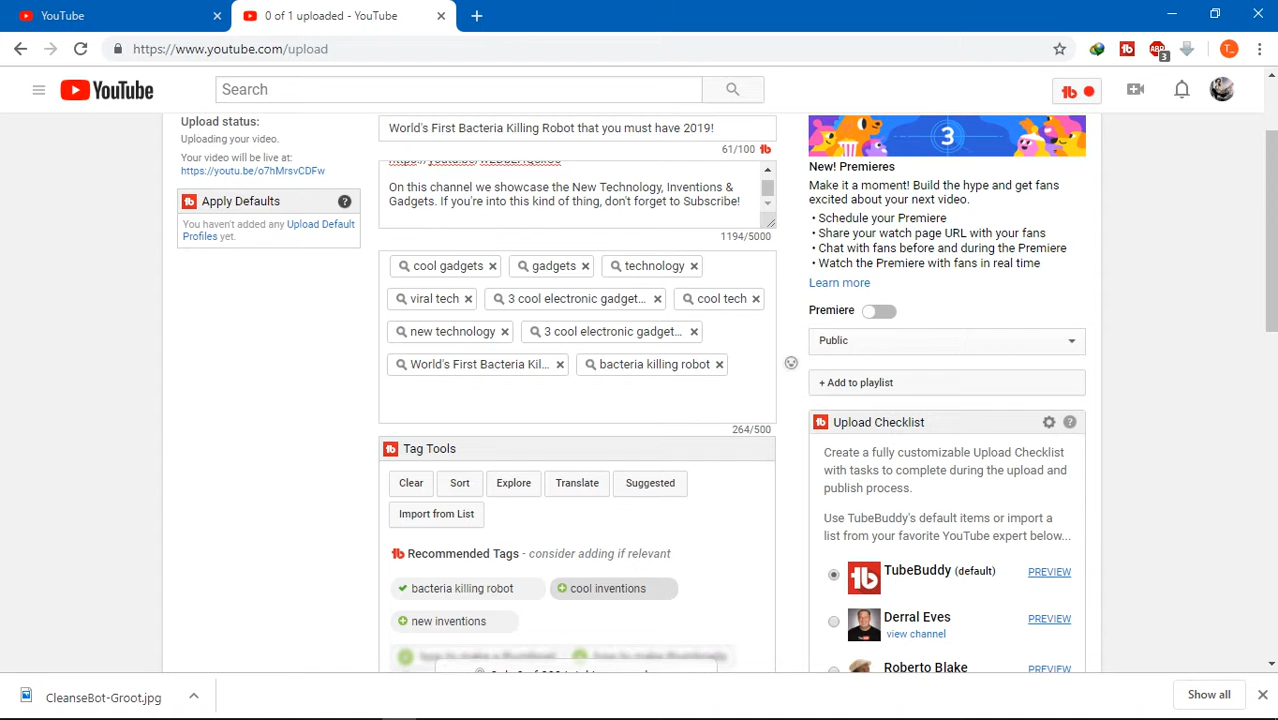 YouTube
0 of 1 uploaded - YouTube
https://www.youtube.com/upload
ABP
3
T_
YouTube
Search
tb
Upload status:
Uploading your video.
Your video will be live at:
https://youtu.be/o7hMrsvCDFw
Apply Defaults
You haven't added any Upload Default
Profiles yet.
World's First Bacteria Killing Robot that you must have 2019!
61/100
On this channel we showcase the New Technology, Inventions &
Gadgets. If you're into this kind of thing, don't forget to Subscribe!
1194/5000
cool gadgets
gadgets
technology
viral tech
3 cool electronic gadget...
cool tech
new technology
3 cool electronic gadget...
World's First Bacteria Kil...
bacteria killing robot
264/500
Tag Tools
Clear
Sort
Explore
Translate
Suggested
Import from List
Recommended Tags - consider adding if relevant
bacteria killing robot
cool inventions
new inventions
3
New! Premieres
Make it a moment! Build the hype and get fans
excited about your next video.
• Schedule your Premiere
• Share your watch page URL with your fans
• Chat with fans before and during the Premiere
• Watch the Premiere with fans in real time
Learn more
Premiere
Public
+ Add to playlist
Upload Checklist
Create a fully customizable Upload Checklist
with tasks to complete during the upload and
publish process.
Use TubeBuddy's default items or import a
list from your favorite YouTube expert below...
TubeBuddy (default)
PREVIEW
Derral Eves
view channel
PREVIEW
Roberto Blake
PREVIEW
CleanseBot-Groot.jpg
Show all